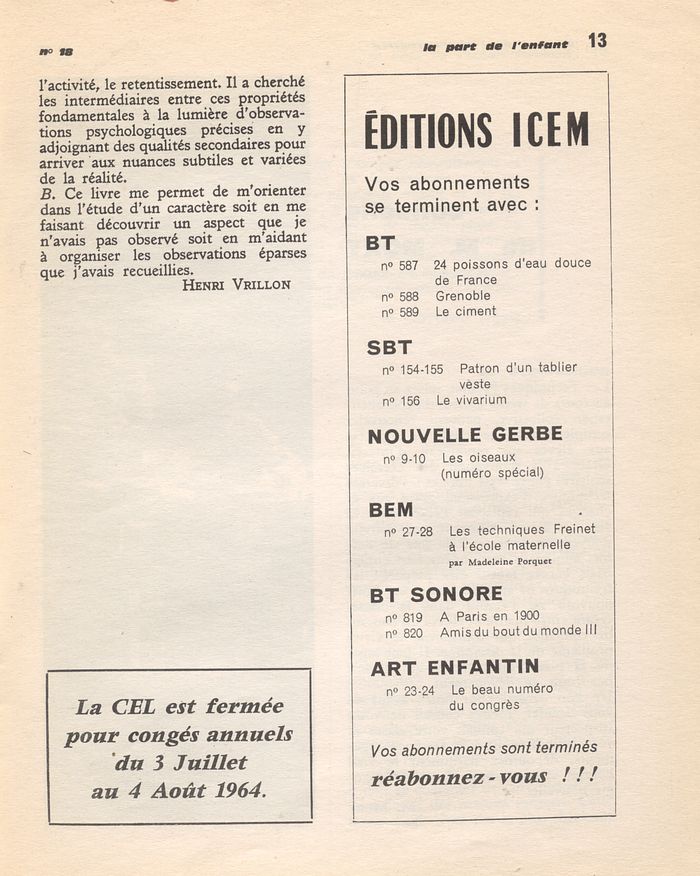 nº 18
la part de l'enfant 13
l'activité, le retentissement. Il a cherché
les intermédiaires entre ces propriétés
fondamentales à la lumière d'observa-
tions psychologiques précises en y
adjoignant des qualités secondaires pour
arriver aux nuances subtiles et variées
de la réalité.
B. Ce livre me permet de m'orienter
dans l'étude d'un caractère soit en me
faisant découvrir un aspect que je
n'avais pas observé soit en m'aidant
à organiser les observations éparses
que j'avais recueillies.
HENRI VRILLON
La CEL est fermée
pour congés annuels
du 3 Juillet
au 4 Août 1964.
ÉDITIONS ICEM
Vos abonnements
se terminent avec :
BT
nº 587 24 poissons d'eau douce
de France
nº 588 Grenoble
nº 589 Le ciment
SBT
nº 154-155 Patron d'un tablier
veste
nº 156 Le vivarium
NOUVELLE GERBE
nº 9-10 Les oiseaux
(numéro spécial)
BEM
nº 27-28 Les techniques Freinet
à l'école maternelle
par Madeleine Porquet
BT SONORE
nº 819 A Paris en 1900
nº 820 Amis du bout du monde III
ART ENFANTIN
nº 23-24 Le beau numéro
du congrès
Vos abonnements sont terminés
réabonnez-vous !!!